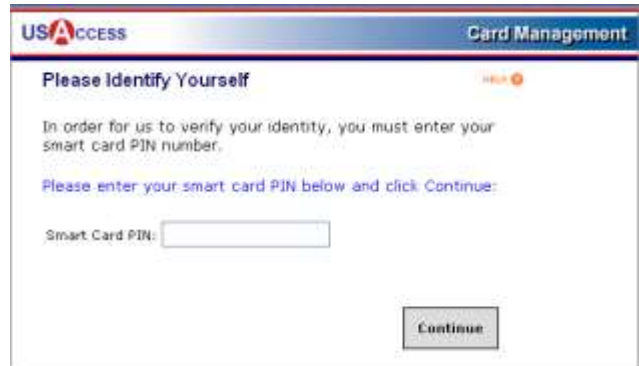 USAccess
Card Management
Please Identify Yourself
HELP
In order for us to verify your identity, you must enter your
smart card PIN number.
Please enter your smart card PIN below and click Continue:
Smart Card PIN:
Continue